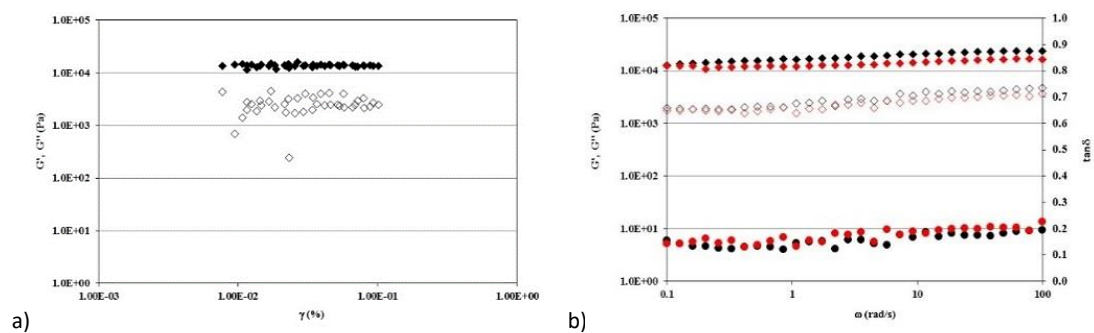 1.0E+05
1.0E+04
1.0E+03
1.0E+02
1.0E+01
1.0E+00
G', G'' (Pa)
1.00E-03
1.00E-02
1.00E-01
1.00E+00
γ (%)
a)
1.0E+05
1.0E+04
1.0E+03
1.0E+02
1.0E+01
1.0E+00
G', G'' (Pa)
1.0
0.9
0.8
0.7
0.6
0.5
0.4
0.3
0.2
0.1
0.0
tanδ
0.1
1
10
100
ω (rad/s)
b)